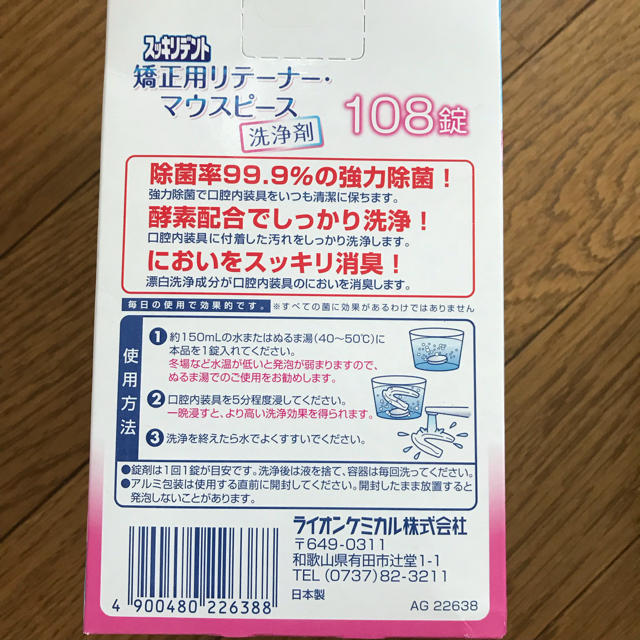 スッキリデント
矯正用リテーナー・
マウスピース
洗浄剤
108錠
除菌率99.9%の強力除菌！
強力除菌で口腔内装具をいつも清潔に保ちます。
酵素配合でしっかり洗浄！
口腔内装具に付着した汚れをしっかり洗浄します。
においをスッキリ消臭！
漂白洗浄成分が口腔内装具のにおいを消臭します。
毎日の使用で効果的です。 ※すべての菌に効果があるわけではありません
使用方法
1 約150mLの水またはぬるま湯(40〜50℃)に
本品を1錠入れてください。
冬場など水温が低いと発泡が弱まりますので、
ぬるま湯でのご使用をお勧めします。
2 口腔内装具を5分程度浸してください。
一晩浸すと、より高い洗浄効果を得られます。
3 洗浄を終えたら水でよくすすいでください。
●錠剤は1回1錠が目安です。洗浄後は液を捨て、容器は毎回洗ってください。
●アルミ包装は使用する直前に開封してください。開封したまま放置すると
発泡しないことがあります。
ライオンケミカル株式会社
〒649-0311
和歌山県有田市辻堂1-1
TEL (0737)82-3211
日本製
AG 22638
4 900480 226388